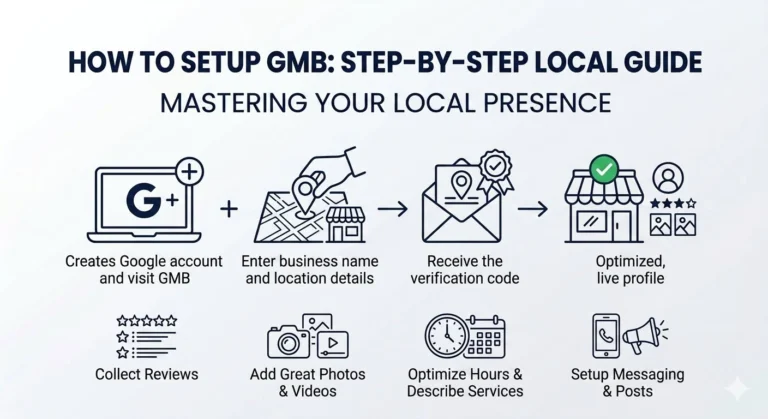 HOW TO SETUP GMB: STEP-BY-STEP LOCAL GUIDE
MASTERING YOUR LOCAL PRESENCE
G+
Creates Google account
and visit GMB
Enter business name
and location details
Receive the
verification code
Optimized,
live profile
Collect Reviews
Add Great Photos
& Videos
Optimize Hours &
Describe Services
Setup Messaging
& Posts